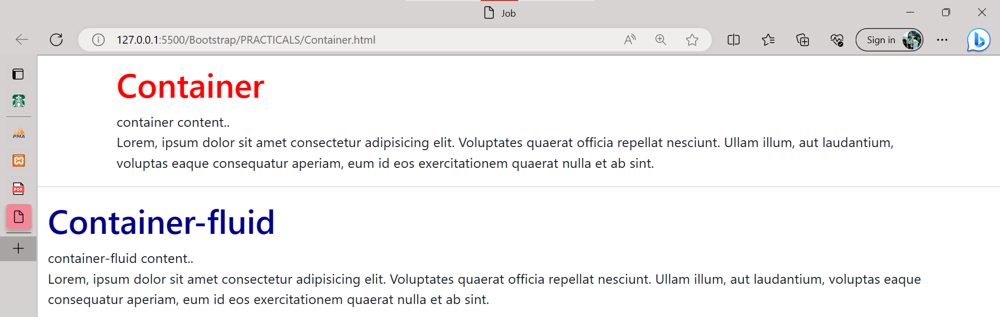 Job
127.0.0.1:5500/Bootstrap/PRACTICALS/Container.html
Sign in
PMA
PDF
Container
container content..
Lorem, ipsum dolor sit amet consectetur adipisicing elit. Voluptates quaerat officia repellat nesciunt. Ullam illum, aut laudantium,
voluptas eaque consequatur aperiam, eum id eos exercitationem quaerat nulla et ab sint.
Container-fluid
container-fluid content..
Lorem, ipsum dolor sit amet consectetur adipisicing elit. Voluptates quaerat officia repellat nesciunt. Ullam illum, aut laudantium, voluptas eaque
consequatur aperiam, eum id eos exercitationem quaerat nulla et ab sint.